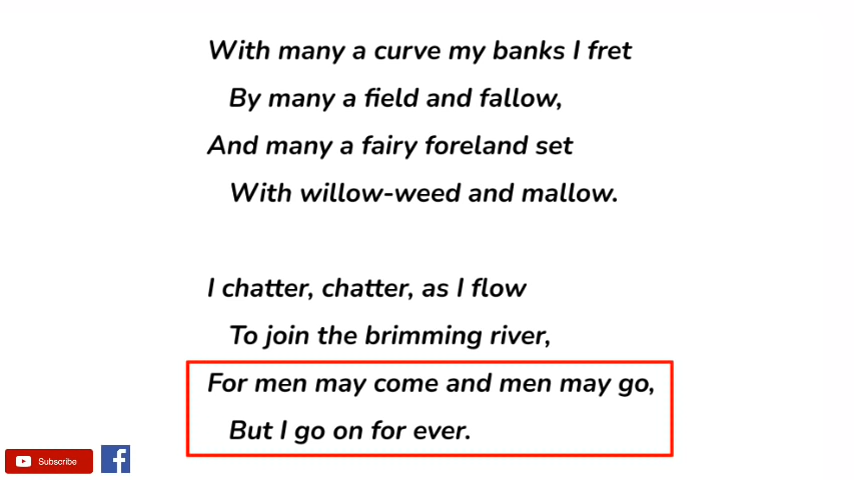 With many a curve my banks I fret
By many a field and fallow,
And many a fairy foreland set
With willow-weed and mallow.
I chatter, chatter, as I flow
To join the brimming river,
For men may come and men may go,
But I go on for ever.
Subscribe
f